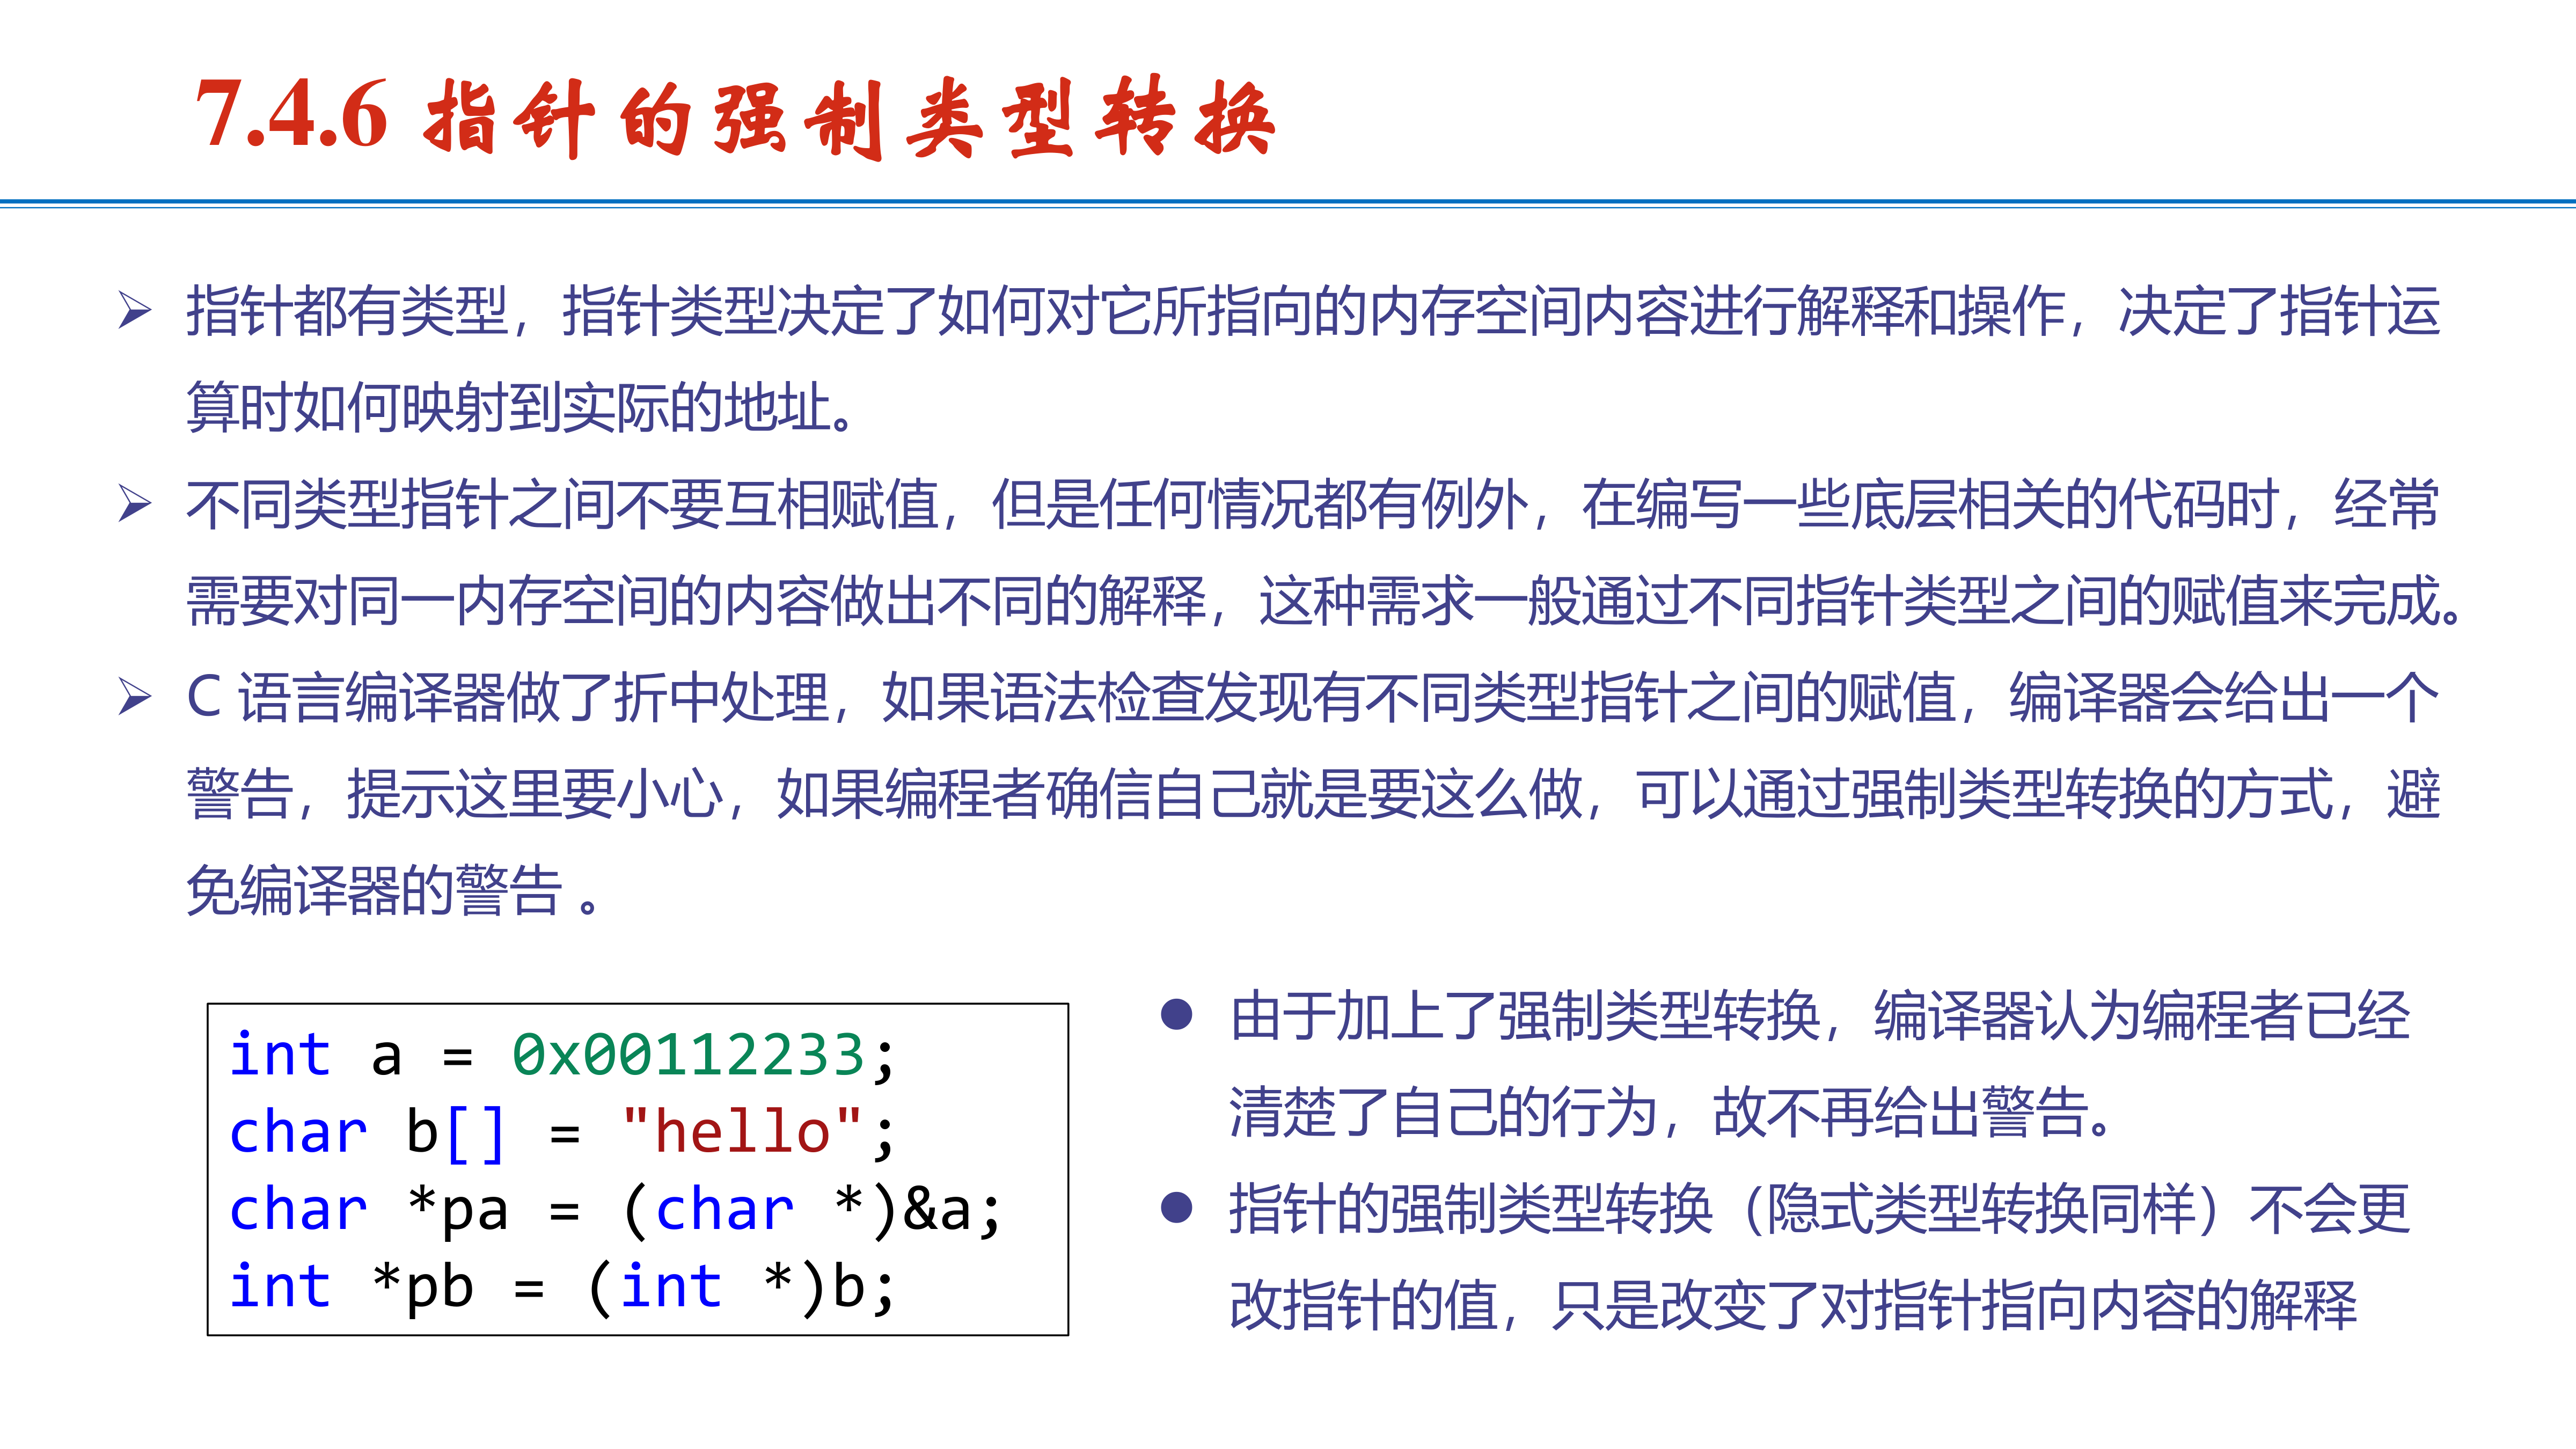 7.4.6 指针的强制类型转换
➢ 指针都有类型，指针类型决定了如何对它所指向的内存空间内容进行解释和操作，决定了指针运
算时如何映射到实际的地址。
➢ 不同类型指针之间不要互相赋值，但是任何情况都有例外，在编写一些底层相关的代码时，经常
需要对同一内存空间的内容做出不同的解释，这种需求一般通过不同指针类型之间的赋值来完成。
➢ C 语言编译器做了折中处理，如果语法检查发现有不同类型指针之间的赋值，编译器会给出一个
警告，提示这里要小心，如果编程者确信自己就是要这么做，可以通过强制类型转换的方式，避
免编译器的警告 。
int a = 0x00112233;
char b[] = "hello";
char *pa = (char *)&a;
int *pb = (int *)b;
● 由于加上了强制类型转换，编译器认为编程者已经
清楚了自己的行为，故不再给出警告。
● 指针的强制类型转换（隐式类型转换同样）不会更
改指针的值，只是改变了对指针指向内容的解释